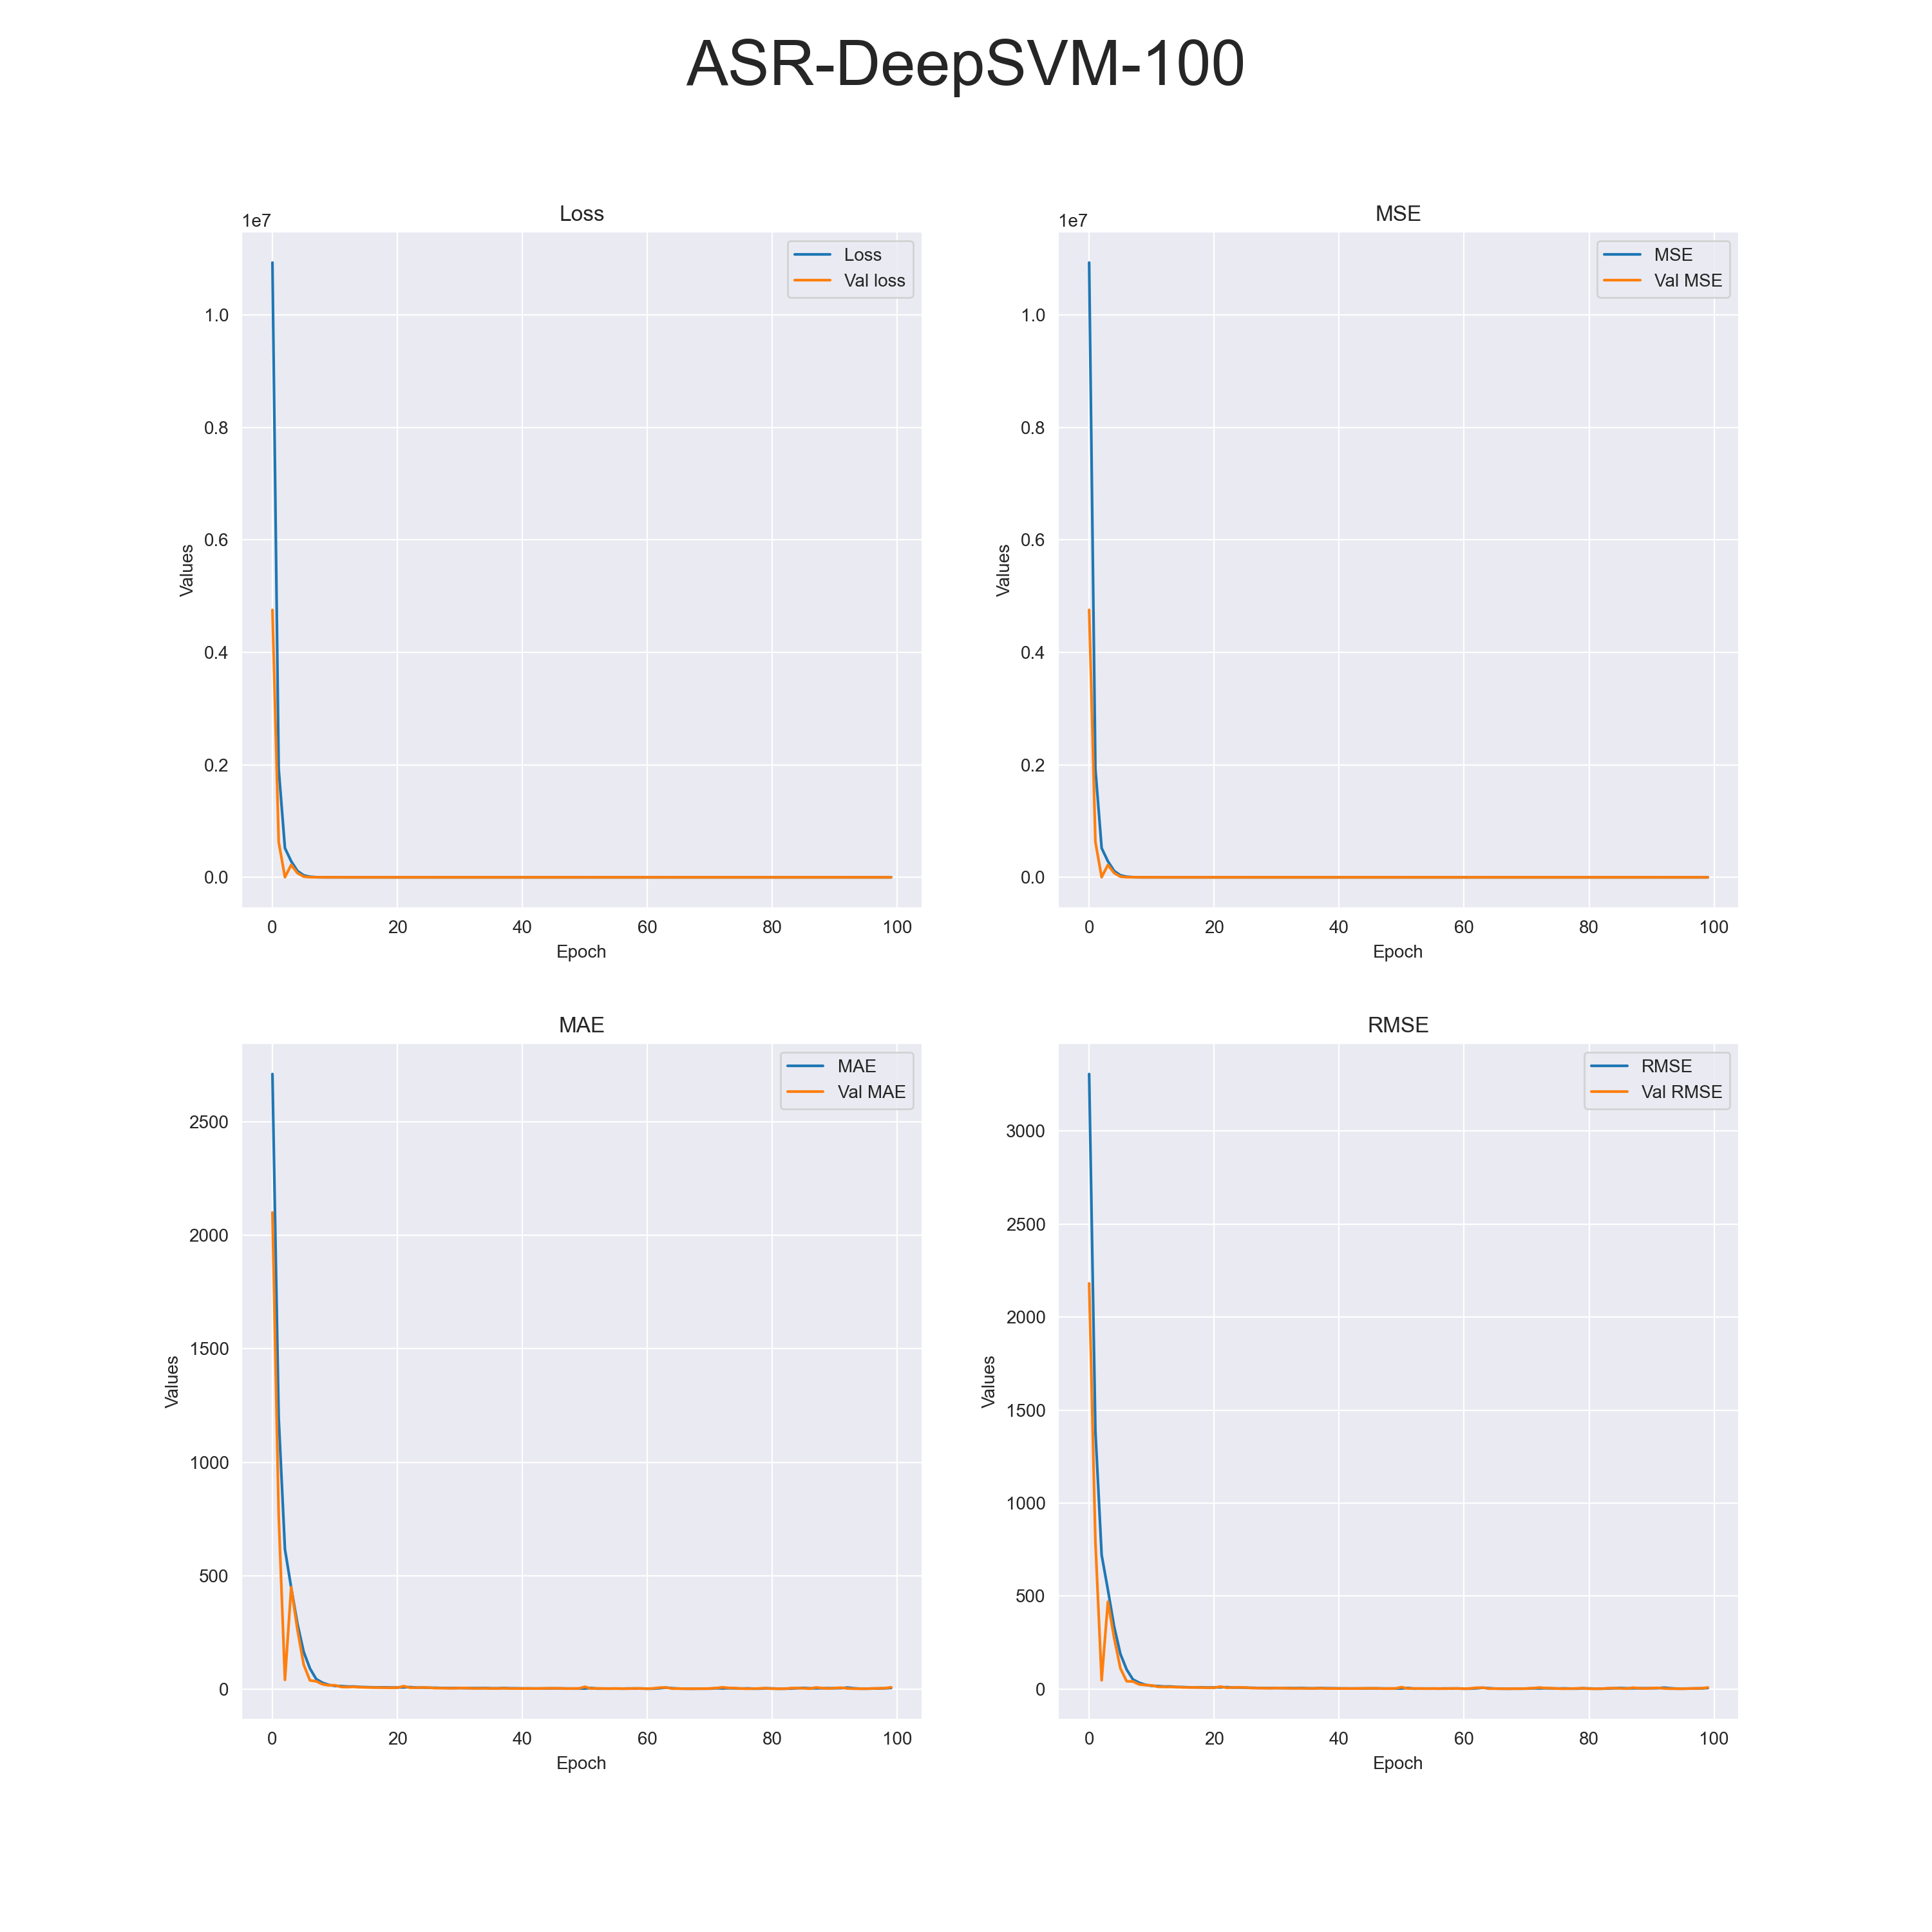 ASR-DeepSVM-100
Loss
1e7
Loss
Val loss
1.0
0.8
0.6
0.4
0.2
0.0
Values
0 20 40 60 80 100
Epoch
MSE
1e7
MSE
Val MSE
1.0
0.8
0.6
0.4
0.2
0.0
Values
0 20 40 60 80 100
Epoch
MAE
MAE
Val MAE
2500
2000
1500
1000
500
0
Values
0 20 40 60 80 100
Epoch
RMSE
RMSE
Val RMSE
3000
2500
2000
1500
1000
500
0
Values
0 20 40 60 80 100
Epoch